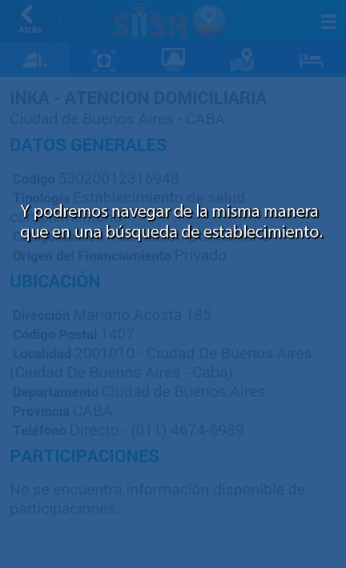 Atrás
SIISA
INKA - ATENCION DOMICILIARIA
Ciudad de Buenos Aires - CABA
DATOS GENERALES
Código 53020012316948
Tipología Establecimiento de salud
Y podremos navegar de la misma manera
que en una búsqueda de establecimiento.
Origen del Financiamiento Privado
UBICACIÓN
Dirección Mariano Acosta 185
Código Postal 1407
Localidad 2001010 - Ciudad De Buenos Aires
(Ciudad De Buenos Aires - Caba)
Departamento Ciudad de Buenos Aires
Provincia CABA
Teléfono Directo - (011) 4674-6989
PARTICIPACIONES
No se encuentra información disponible de
participaciones.